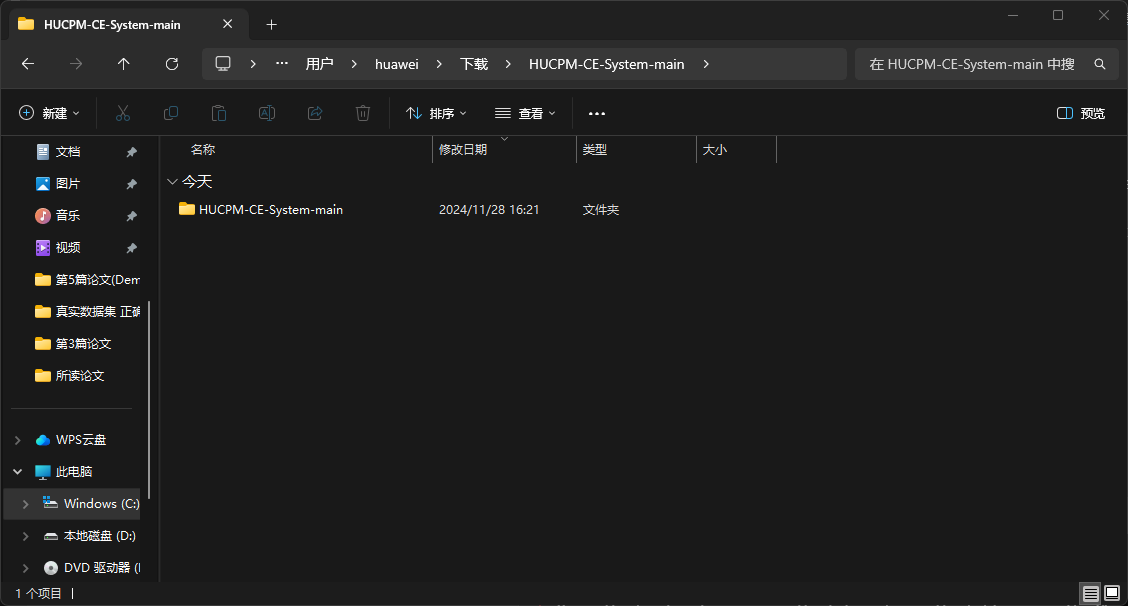 HUCPM-CE-System-main
用户 huawei 下载 HUCPM-CE-System-main 在 HUCPM-CE-System-main 中搜
新建 排序 查看 预览
名称 修改日期 类型 大小
文档
今天
图片
HUCPM-CE-System-main 2024/11/28 16:21 文件夹
音乐
视频
第5篇论文(Dem
真实数据集 正确
第3篇论文
所读论文
WPS云盘
此电脑
Windows (C:)
本地磁盘 (D:)
DVD 驱动器 (
1 个项目